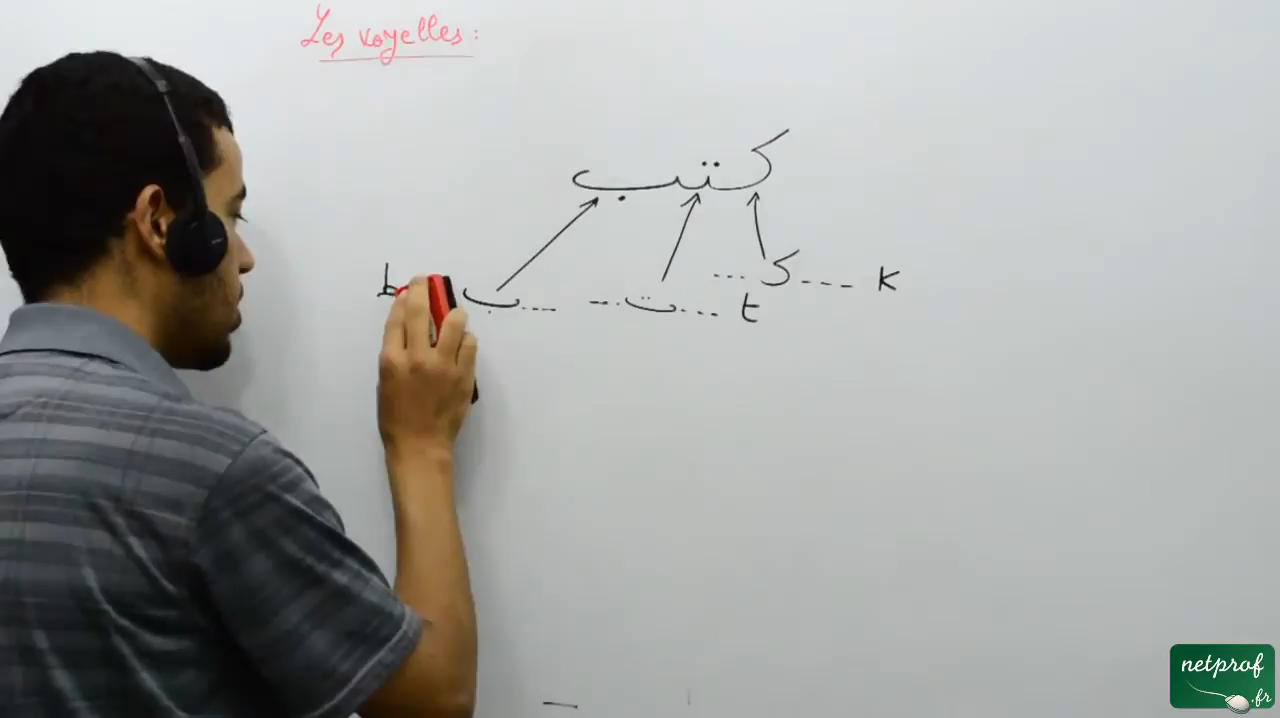 Les voyelles :
كتب
... ك --- K
... ت ... t
ب ... b
netprof
.fr